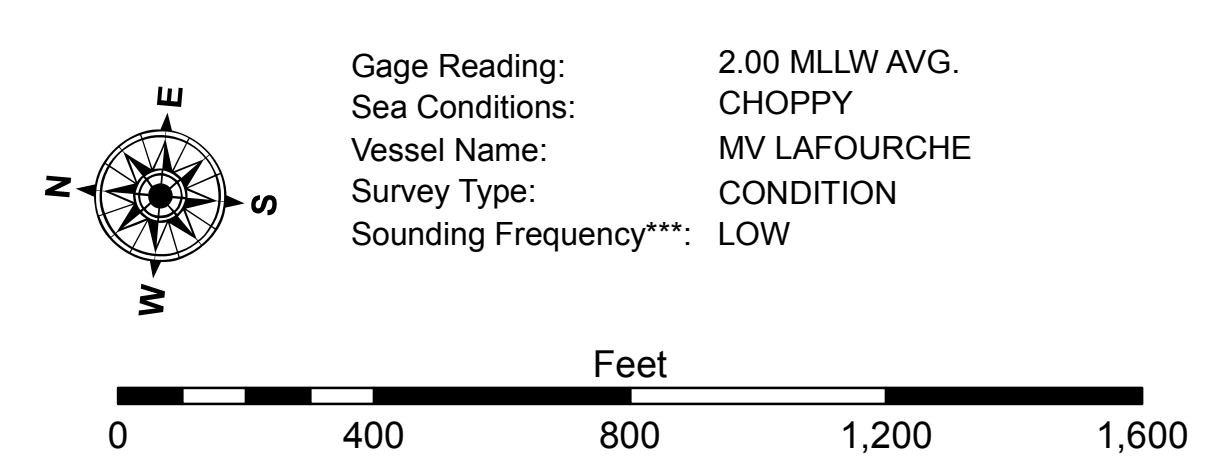 E
N
S
W
Gage Reading: 2.00 MLLW AVG.
Sea Conditions: CHOPPY
Vessel Name: MV LAFOURCHE
Survey Type: CONDITION
Sounding Frequency***: LOW
Feet
0 400 800 1,200 1,600